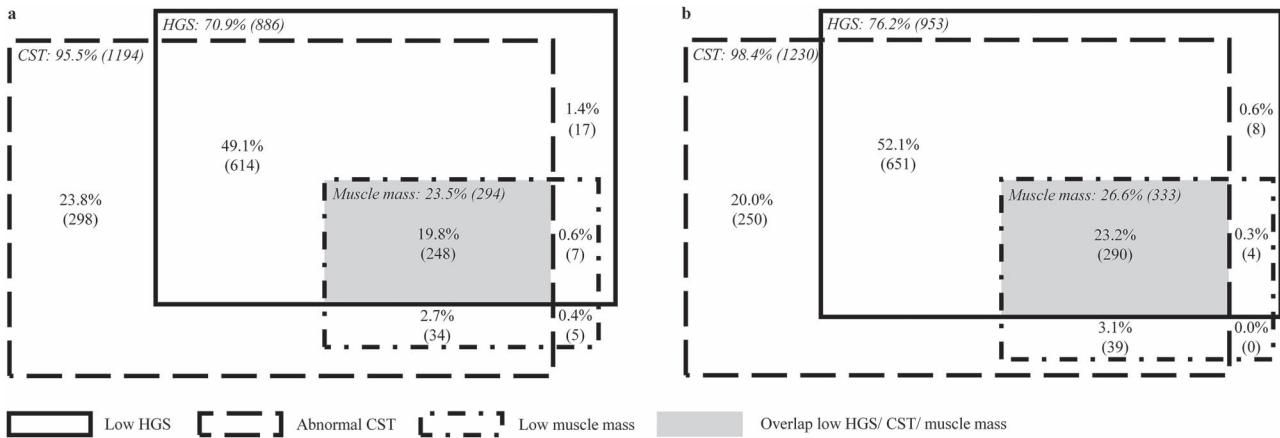 a
HGS: 70.9% (886)
CST: 95.5% (1194)
1.4%
(17)
49.1%
(614)
23.8%
(298)
Muscle mass: 23.5% (294)
19.8%
(248)
0.6%
(7)
2.7%
(34)
0.4%
(5)
b
HGS: 76.2% (953)
CST: 98.4% (1230)
0.6%
(8)
52.1%
(651)
20.0%
(250)
Muscle mass: 26.6% (333)
23.2%
(290)
0.3%
(4)
3.1%
(39)
0.0%
(0)
Low HGS
Abnormal CST
Low muscle mass
Overlap low HGS/ CST/ muscle mass